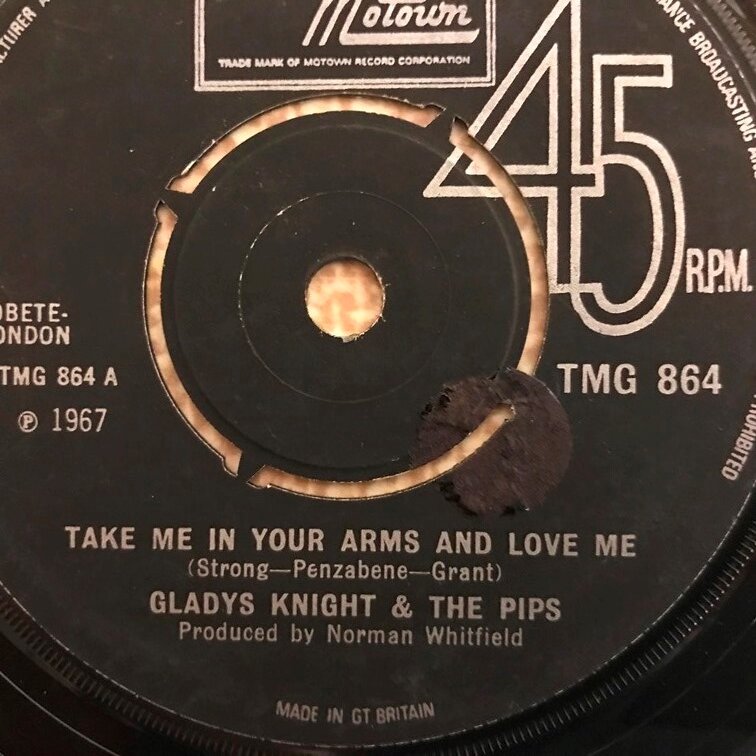 Motown
TRADE MARK OF MOTOWN RECORD CORPORATION
45
R.P.M.
BROADCASTING
OBETE-
ONDON
TMG 864 A
℗ 1967
TMG 864
TAKE ME IN YOUR ARMS AND LOVE ME
(Strong—Penzabene—Grant)
GLADYS KNIGHT & THE PIPS
Produced by Norman Whitfield
MADE IN GT BRITAIN